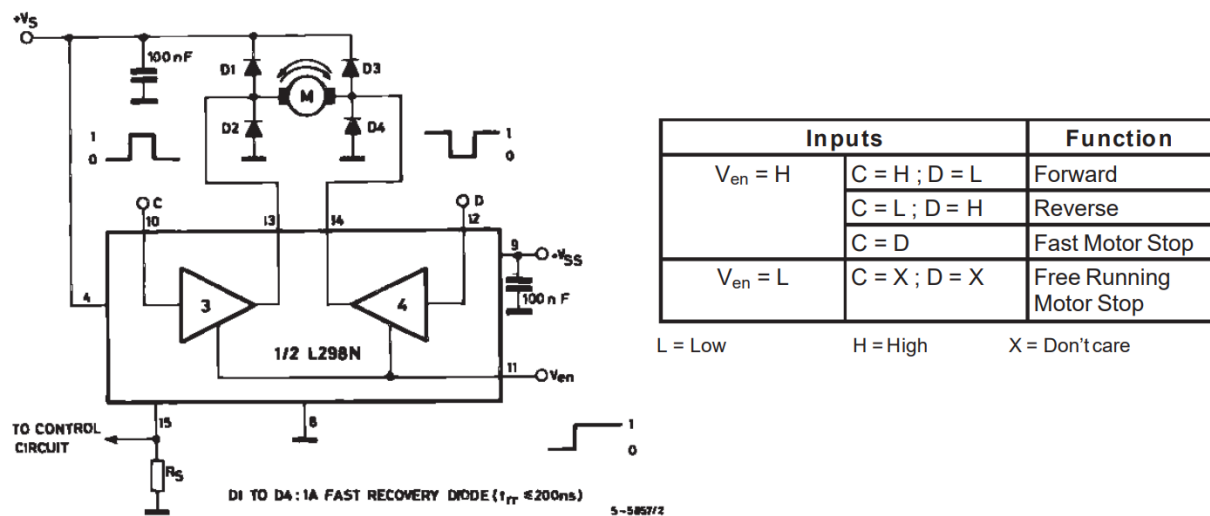 +VS
100nF
D1
D3
M
D2
D4
1
0
1
0
C
D
10
13
14
12
9
+VSS
100nF
4
3
4
1/2 L298N
11
Ven
15
8
TO CONTROL
CIRCUIT
RS
1
0
D1 TO D4 : 1A FAST RECOVERY DIODE (trr ≤ 200ns)
5-5857/2
Inputs Function
Ven = H C = H ; D = L Forward
C = L ; D = H Reverse
C = D Fast Motor Stop
Ven = L C = X ; D = X Free Running
Motor Stop
L = Low H = High X = Don't care